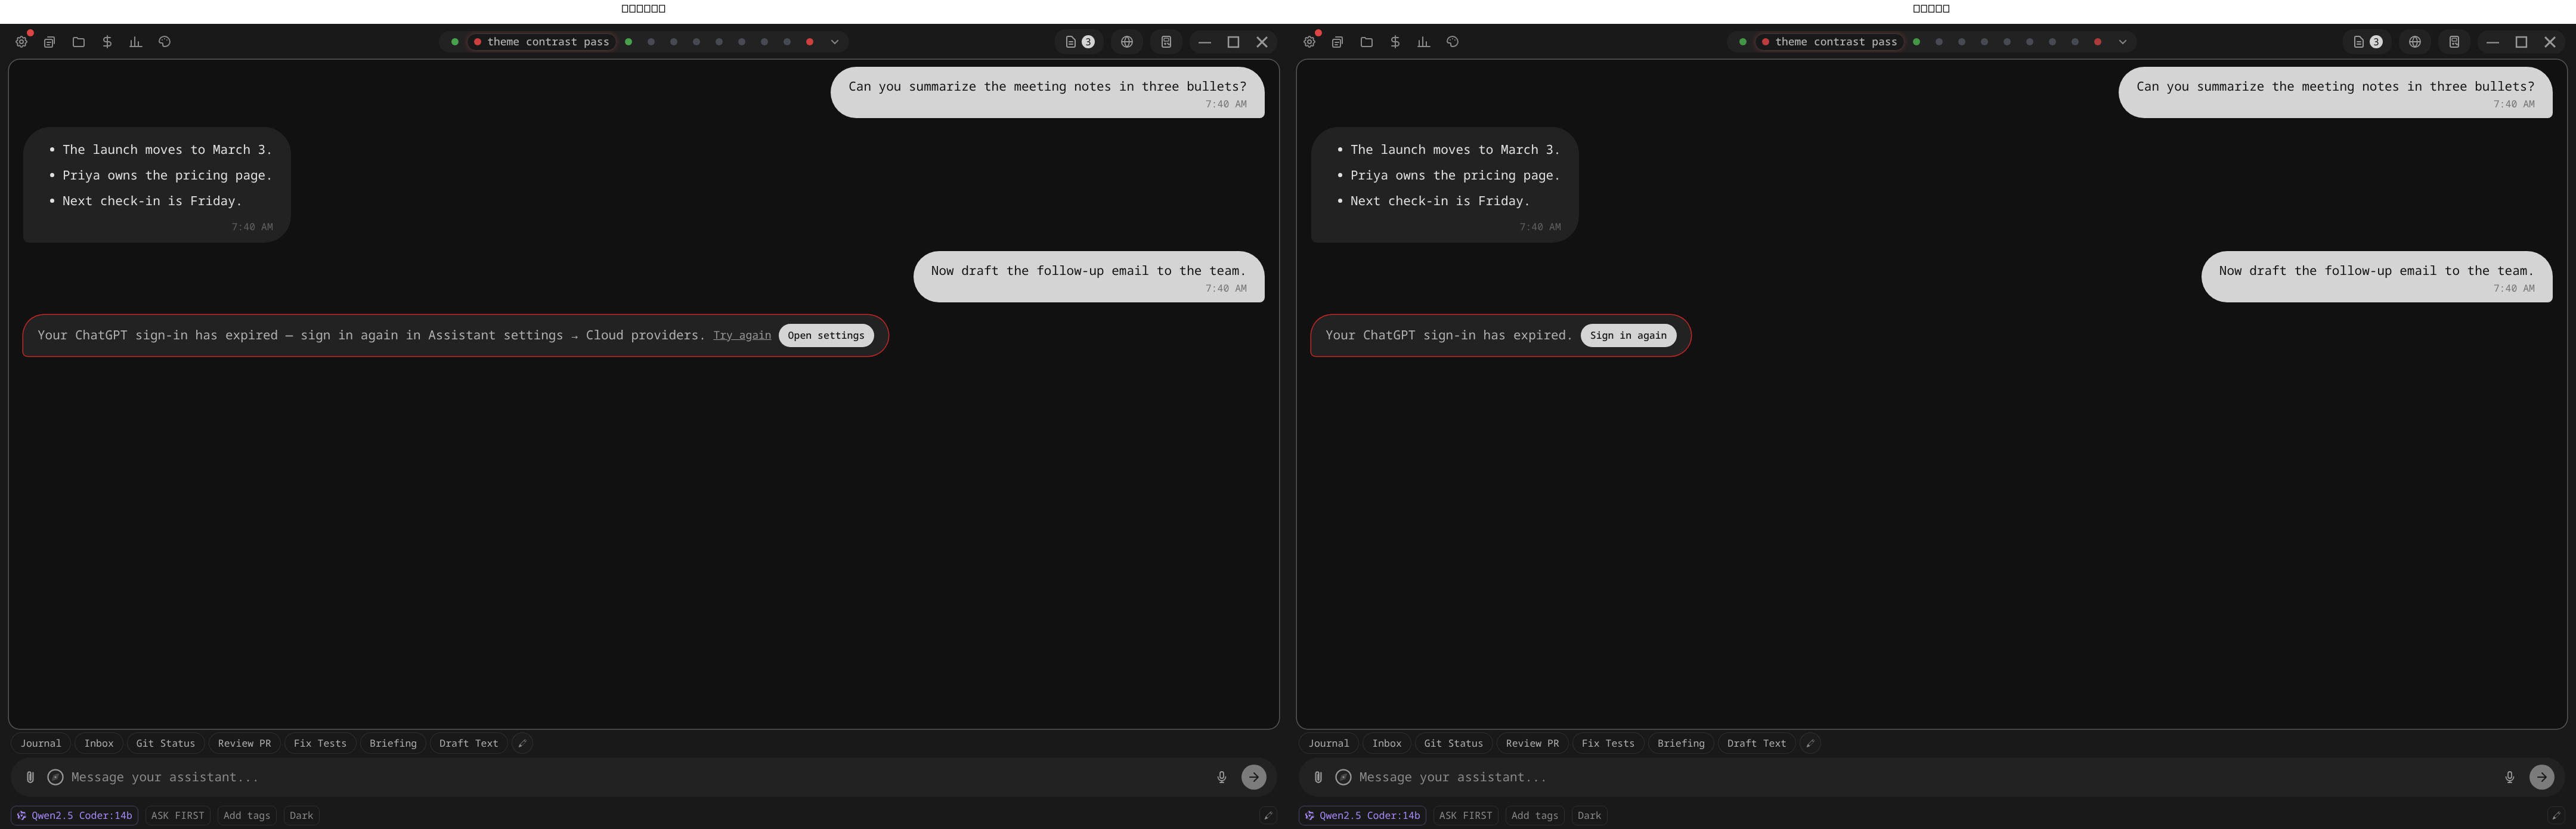 theme contrast pass
3
Can you summarize the meeting notes in three bullets?
7:40 AM
• The launch moves to March 3.
• Priya owns the pricing page.
• Next check-in is Friday.
7:40 AM
Now draft the follow-up email to the team.
7:40 AM
Your ChatGPT sign-in has expired — sign in again in Assistant settings → Cloud providers. Try again Open settings
Journal Inbox Git Status Review PR Fix Tests Briefing Draft Text
Message your assistant...
Qwen2.5 Coder:14b ASK FIRST Add tags Dark
theme contrast pass
3
Can you summarize the meeting notes in three bullets?
7:40 AM
• The launch moves to March 3.
• Priya owns the pricing page.
• Next check-in is Friday.
7:40 AM
Now draft the follow-up email to the team.
7:40 AM
Your ChatGPT sign-in has expired. Sign in again
Journal Inbox Git Status Review PR Fix Tests Briefing Draft Text
Message your assistant...
Qwen2.5 Coder:14b ASK FIRST Add tags Dark